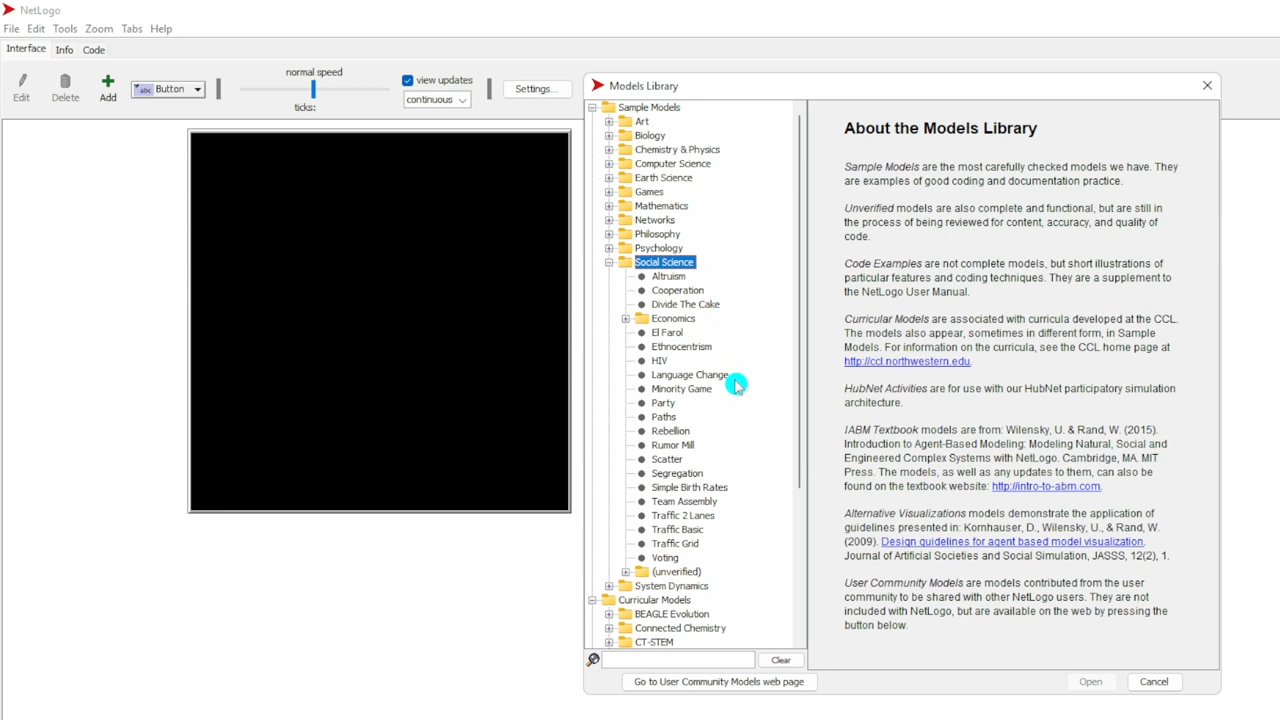 NetLogo
File Edit Tools Zoom Tabs Help
Interface Info Code
Edit
Delete
Add
abc Button
normal speed
ticks:
view updates
continuous
Settings...
Models Library
Sample Models
Art
Biology
Chemistry & Physics
Computer Science
Earth Science
Games
Mathematics
Networks
Philosophy
Psychology
Social Science
Altruism
Cooperation
Divide The Cake
Economics
El Farol
Ethnocentrism
HIV
Language Change
Minority Game
Party
Paths
Rebellion
Rumor Mill
Scatter
Segregation
Simple Birth Rates
Team Assembly
Traffic 2 Lanes
Traffic Basic
Traffic Grid
Voting
(unverified)
System Dynamics
Curricular Models
BEAGLE Evolution
Connected Chemistry
CT-STEM
Clear
Go to User Community Models web page
About the Models Library
Sample Models are the most carefully checked models we have. They
are examples of good coding and documentation practice.
Unverified models are also complete and functional, but are still in
the process of being reviewed for content, accuracy, and quality of
code.
Code Examples are not complete models, but short illustrations of
particular features and coding techniques. They are a supplement to
the NetLogo User Manual.
Curricular Models are associated with curricula developed at the CCL.
The models also appear, sometimes in different form, in Sample
Models. For information on the curricula, see the CCL home page at
http://ccl.northwestern.edu.
HubNet Activities are for use with our HubNet participatory simulation
architecture.
IABM Textbook models are from: Wilensky, U. & Rand, W. (2015).
Introduction to Agent-Based Modeling: Modeling Natural, Social and
Engineered Complex Systems with NetLogo. Cambridge, MA. MIT
Press. The models, as well as any updates to them, can also be
found on the textbook website: http://intro-to-abm.com.
Alternative Visualizations models demonstrate the application of
guidelines presented in: Kornhauser, D., Wilensky, U., & Rand, W.
(2009). Design guidelines for agent based model visualization.
Journal of Artificial Societies and Social Simulation, JASSS, 12(2), 1.
User Community Models are models contributed from the user
community to be shared with other NetLogo users. They are not
included with NetLogo, but are available on the web by pressing the
button below.
Open
Cancel